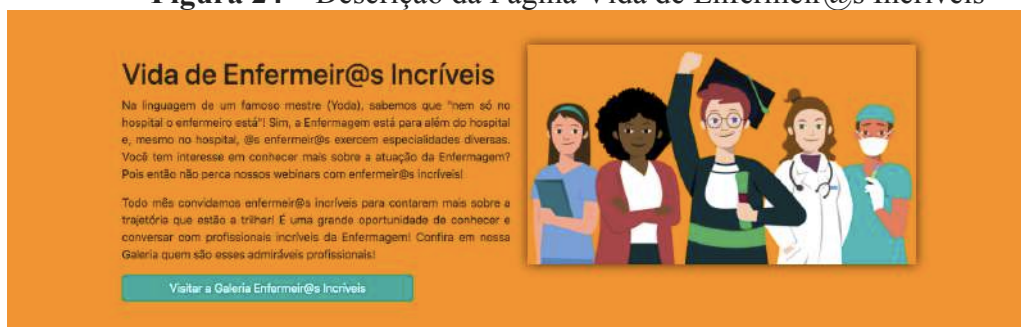 Figura 24 – Descrição da Página Vida de Enfermeir@s Incríveis
Vida de Enfermeir@s Incríveis
Na linguagem de um famoso mestre (Yoda), sabemos que "nem só no
hospital o enfermeiro está"! Sim, a Enfermagem está para além do hospital
e, mesmo no hospital, @s enfermeir@s exercem especialidades diversas.
Você tem interesse em conhecer mais sobre a atuação da Enfermagem?
Pois então não perca nossos webinars com enfermeir@s incríveis!
Todo mês convidamos enfermeir@s incríveis para contarem mais sobre a
trajetória que estão a trilhar! É uma grande oportunidade de conhecer e
conversar com profissionais incríveis da Enfermagem! Confira em nossa
Galeria quem são esses admiráveis profissionais!
Visitar a Galeria Enfermeir@s Incríveis